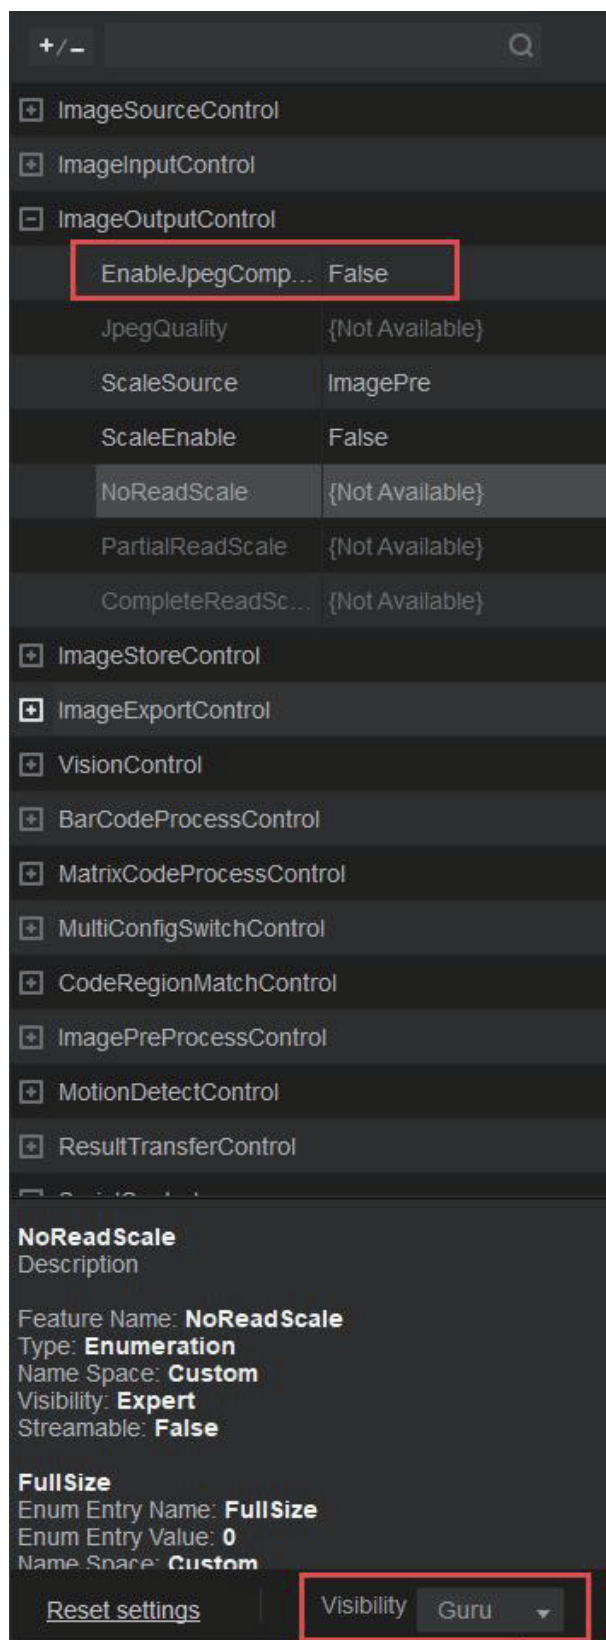 +/-
ImageSourceControl
ImageInputControl
ImageOutputControl
EnableJpegComp... False
JpegQuality {Not Available}
ScaleSource ImagePre
ScaleEnable False
NoReadScale {Not Available}
PartialReadScale {Not Available}
CompleteReadSc... {Not Available}
ImageStoreControl
ImageExportControl
VisionControl
BarCodeProcessControl
MatrixCodeProcessControl
MultiConfigSwitchControl
CodeRegionMatchControl
ImagePreProcessControl
MotionDetectControl
ResultTransferControl
NoReadScale
Description
Feature Name: NoReadScale
Type: Enumeration
Name Space: Custom
Visibility: Expert
Streamable: False
FullSize
Enum Entry Name: FullSize
Enum Entry Value: 0
Name Space: Custom
Reset settings Visibility Guru